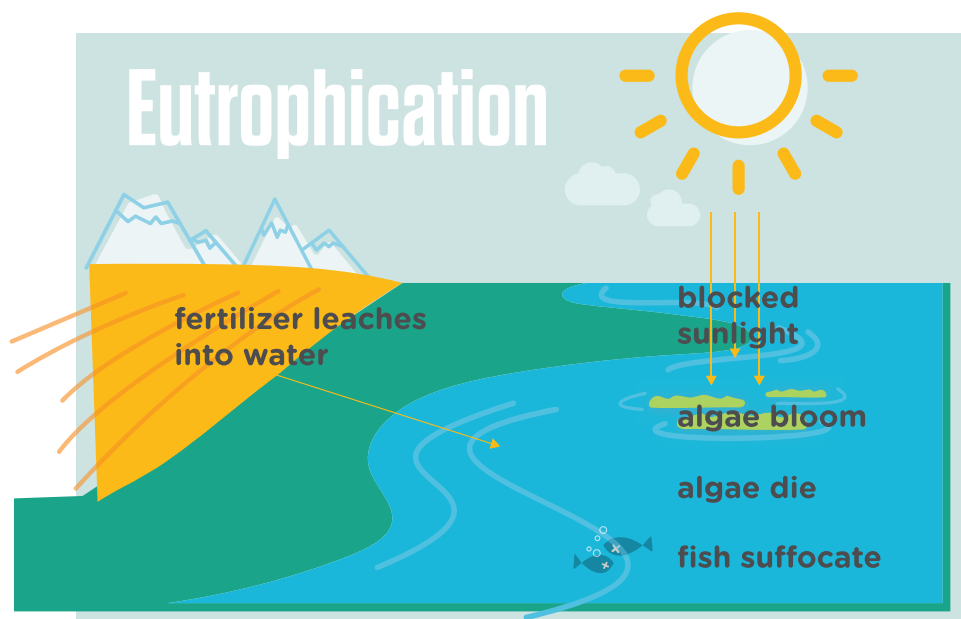 Eutrophication
fertilizer leaches
into water
blocked
sunlight
algae bloom
algae die
fish suffocate